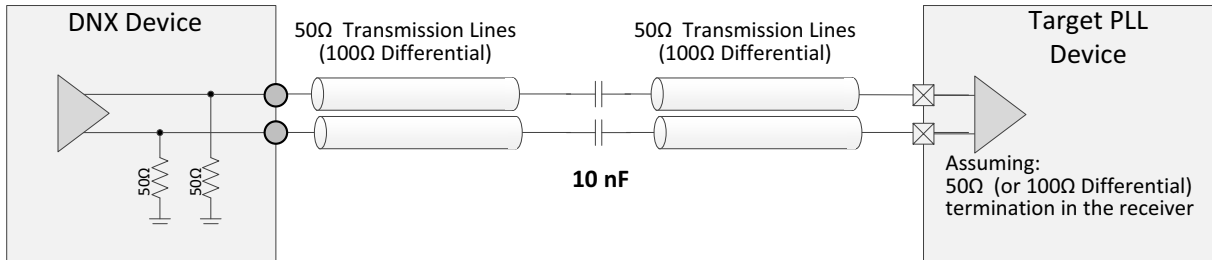 DNX Device
50Ω Transmission Lines
(100Ω Differential)
50Ω Transmission Lines
(100Ω Differential)
Target PLL
Device
50Ω
50Ω
10 nF
Assuming:
50Ω (or 100Ω Differential)
termination in the receiver